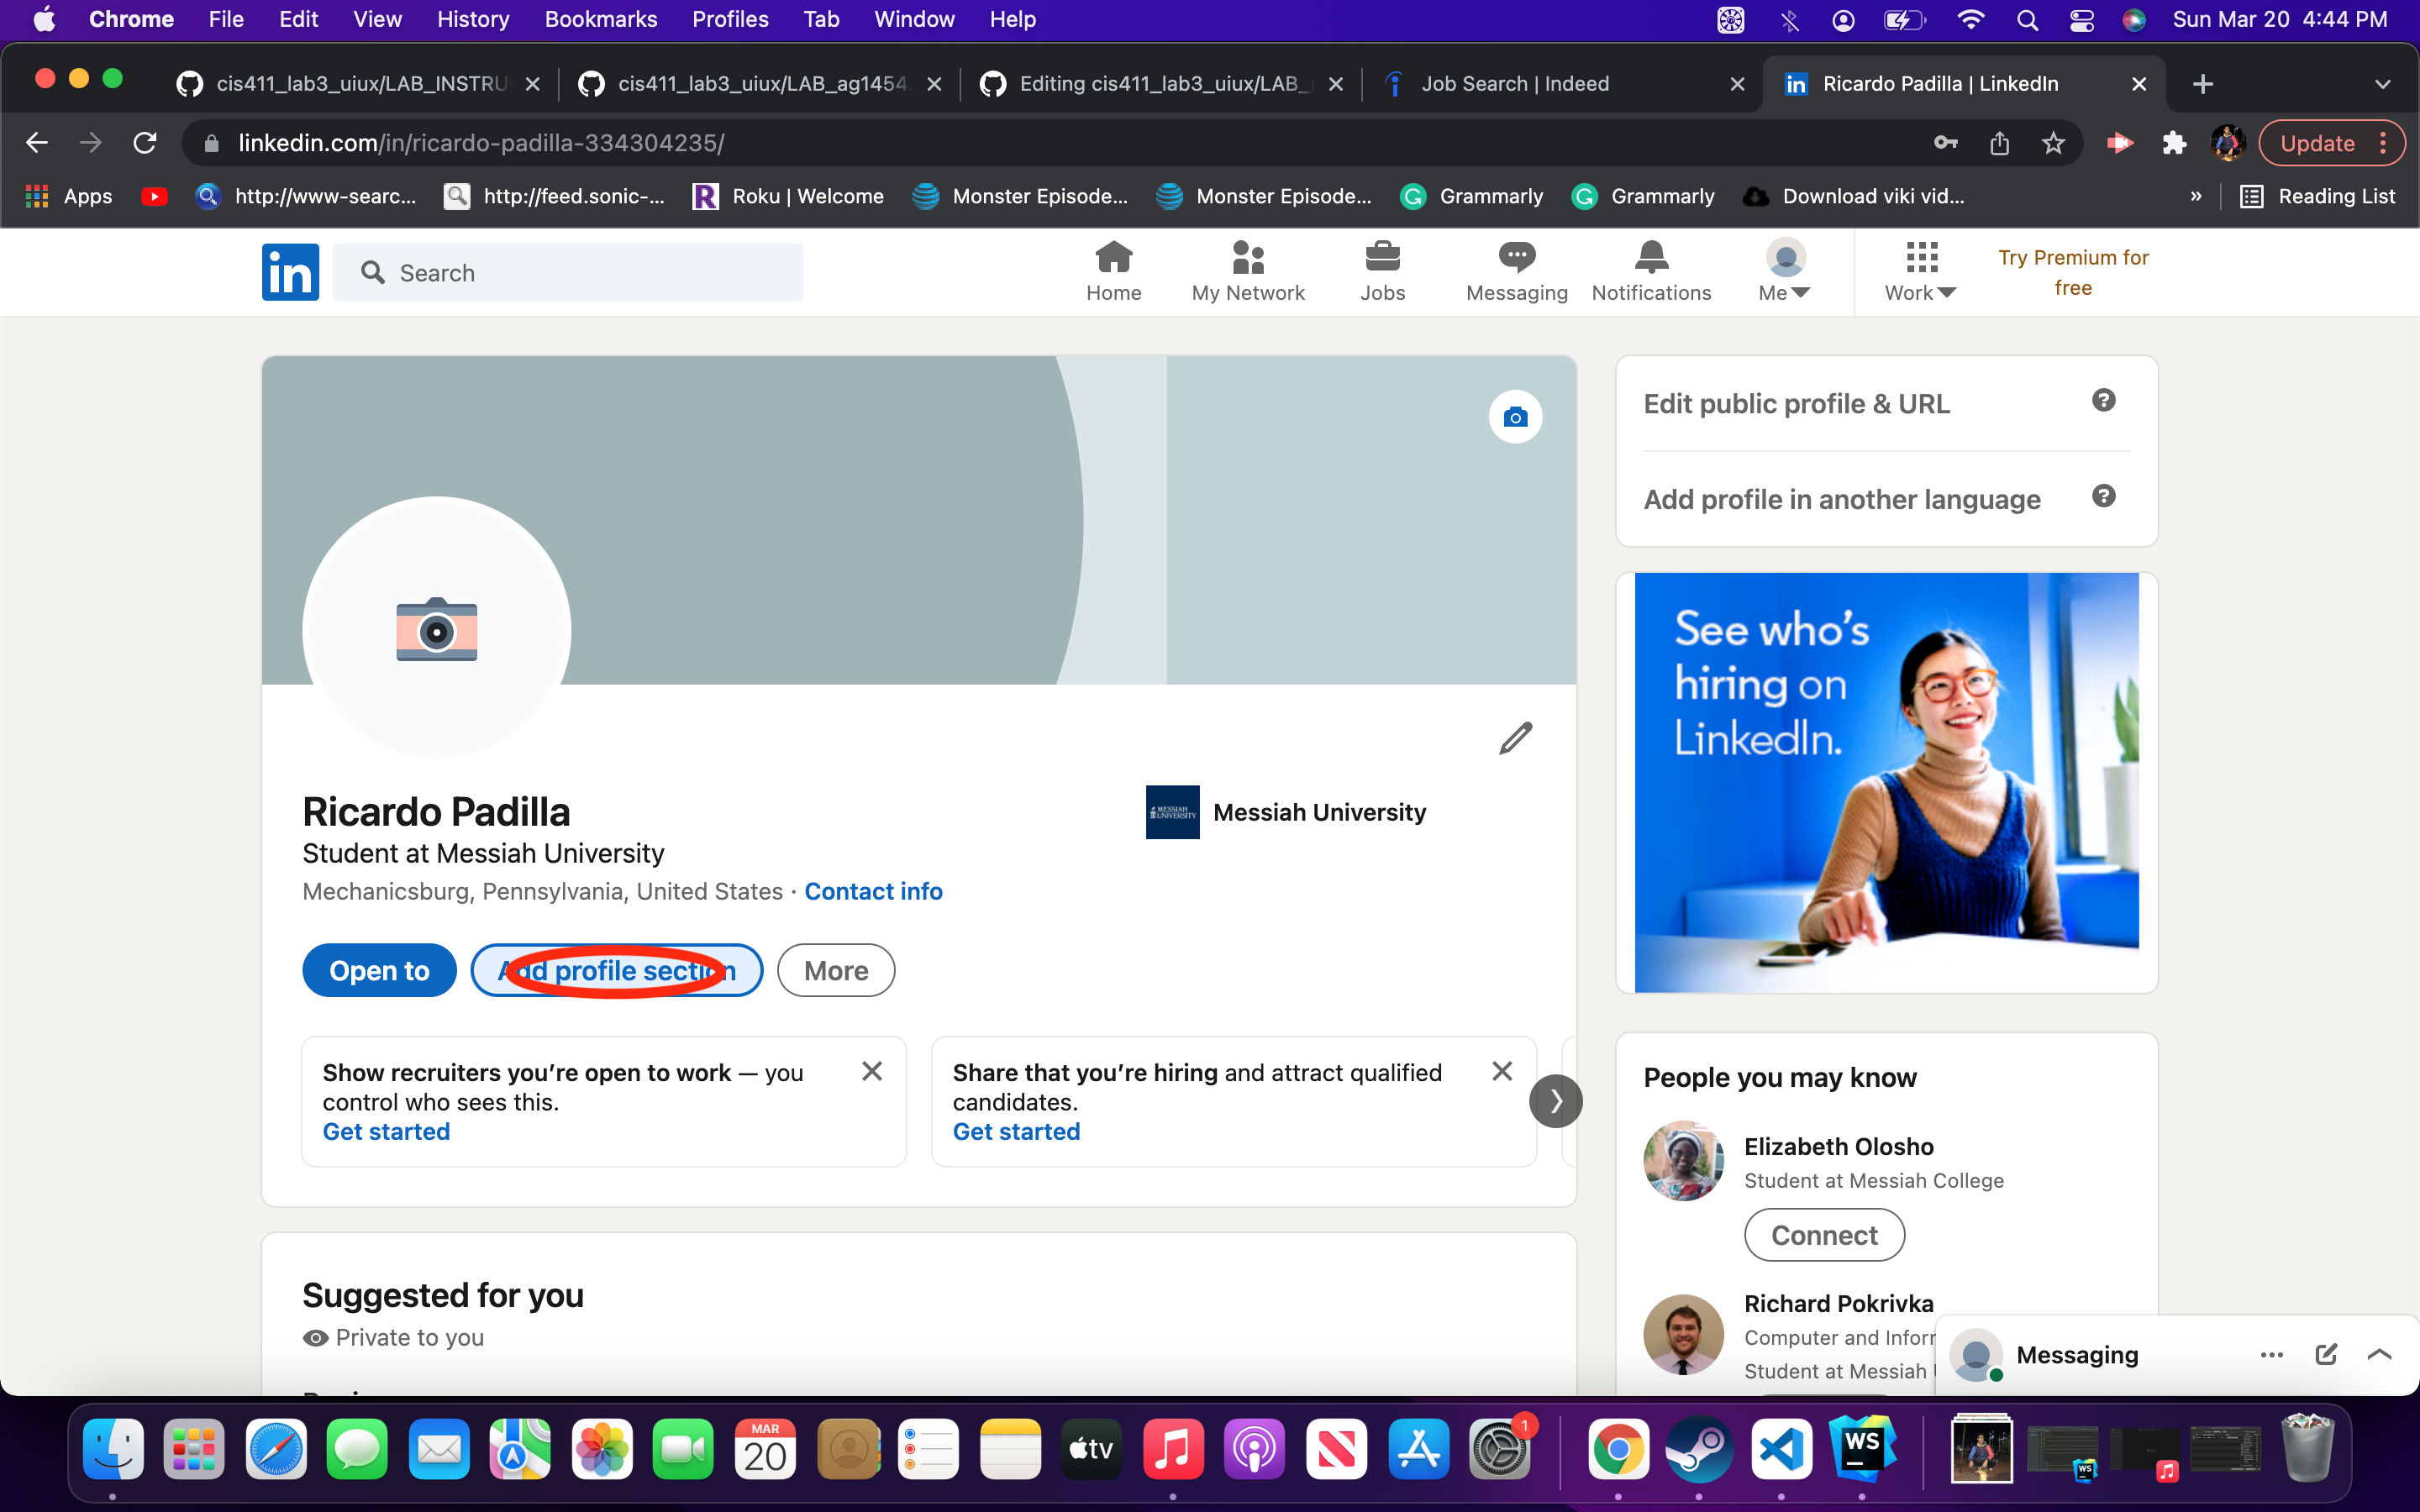 Chrome File Edit View History Bookmarks Profiles Tab Window Help Sun Mar 20 4:44 PM
cis411_lab3_uiux/LAB_INSTRU cis411_lab3_uiux/LAB_ag1454. Editing cis411_lab3_uiux/LAB_ Job Search | Indeed Ricardo Padilla | LinkedIn
linkedin.com/in/ricardo-padilla-334304235/ Update
Apps http://www-searc... http://feed.sonic-... Roku | Welcome Monster Episode... Monster Episode... Grammarly Grammarly Download viki vid... » Reading List
in Search
Home My Network Jobs Messaging Notifications Me Work
Try Premium for
free
Edit public profile & URL
Add profile in another language
See who's
hiring on
LinkedIn.
Ricardo Padilla
MESSIAH UNIVERSITY Messiah University
Student at Messiah University
Mechanicsburg, Pennsylvania, United States · Contact info
Open to Add profile section More
Show recruiters you're open to work — you
control who sees this.
Get started
Share that you're hiring and attract qualified
candidates.
Get started
People you may know
Elizabeth Olosho
Student at Messiah College
Connect
Richard Pokrivka
Computer and Infor
Student at Messiah
Suggested for you
Private to you
Messaging
MAR
20
tv
1
WS
WS